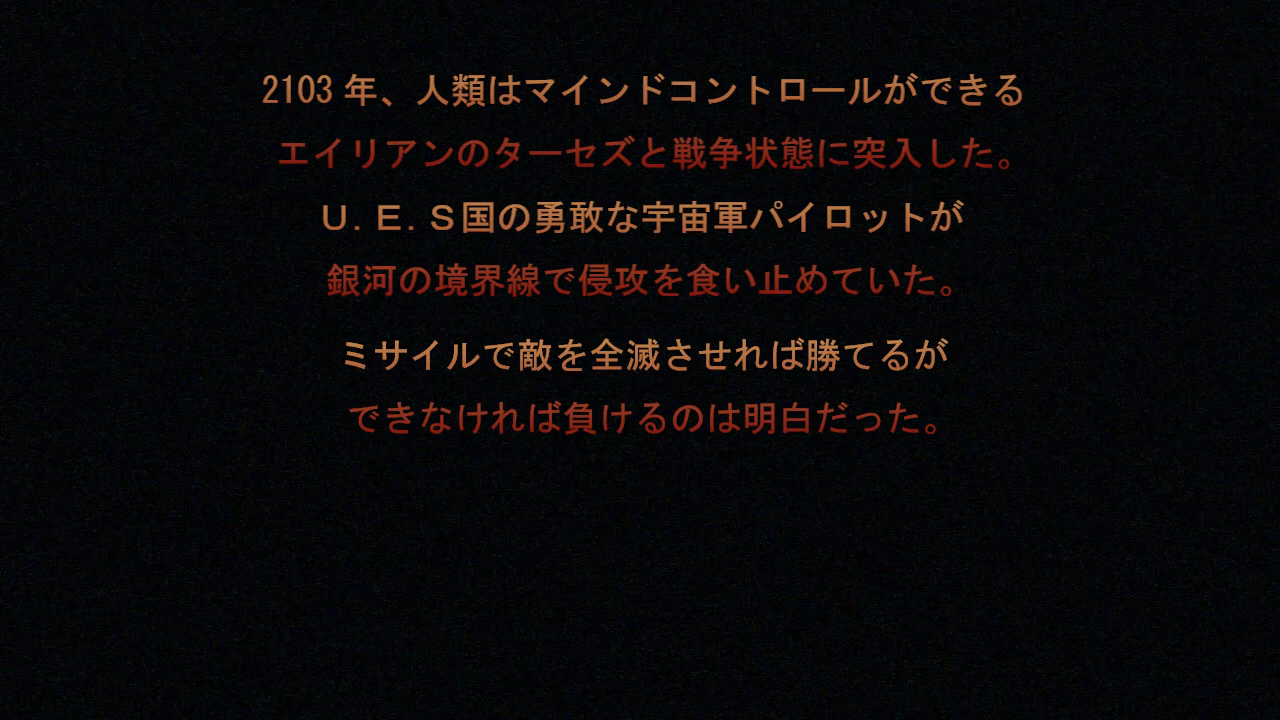 2103 年、人類はマインドコントロールができる
エイリアンのターセズと戦争状態に突入した。
Ｕ．Ｅ．Ｓ国の勇敢な宇宙軍パイロットが
銀河の境界線で侵攻を食い止めていた。
ミサイルで敵を全滅させれば勝てるが
できなければ負けるのは明白だった。